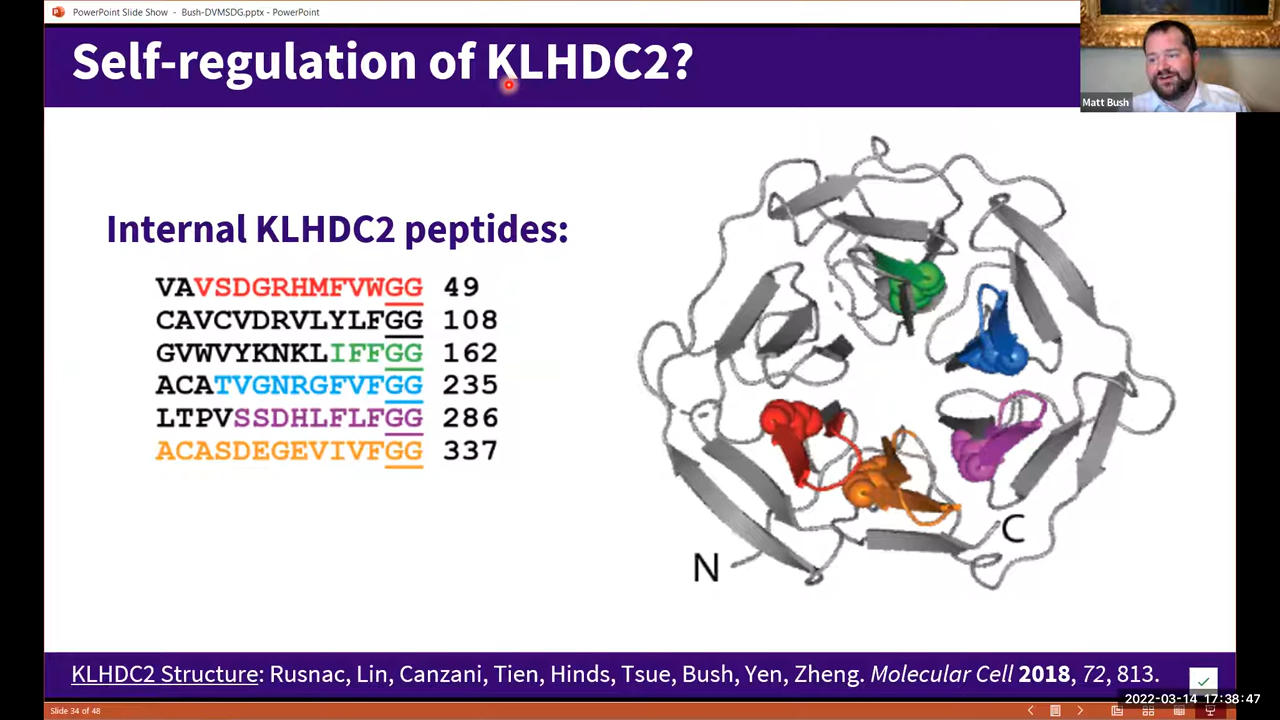 PowerPoint Slide Show - Bush-DVMSDG.pptx - PowerPoint
Self-regulation of KLHDC2?
Matt Bush
Internal KLHDC2 peptides:
VAVSDGRHMFVWGG 49
CAVCVDRVLYLFGG 108
GVWVYKNKLIFFGG 162
ACATVGNRGFVFGG 235
LTPVSSDHLFLFGG 286
ACASDEGEVIVFGG 337
C
N
KLHDC2 Structure: Rusnac, Lin, Canzani, Tien, Hinds, Tsue, Bush, Yen, Zheng. Molecular Cell 2018, 72, 813.
2022-03-14 17:38:47
Slide 34 of 48